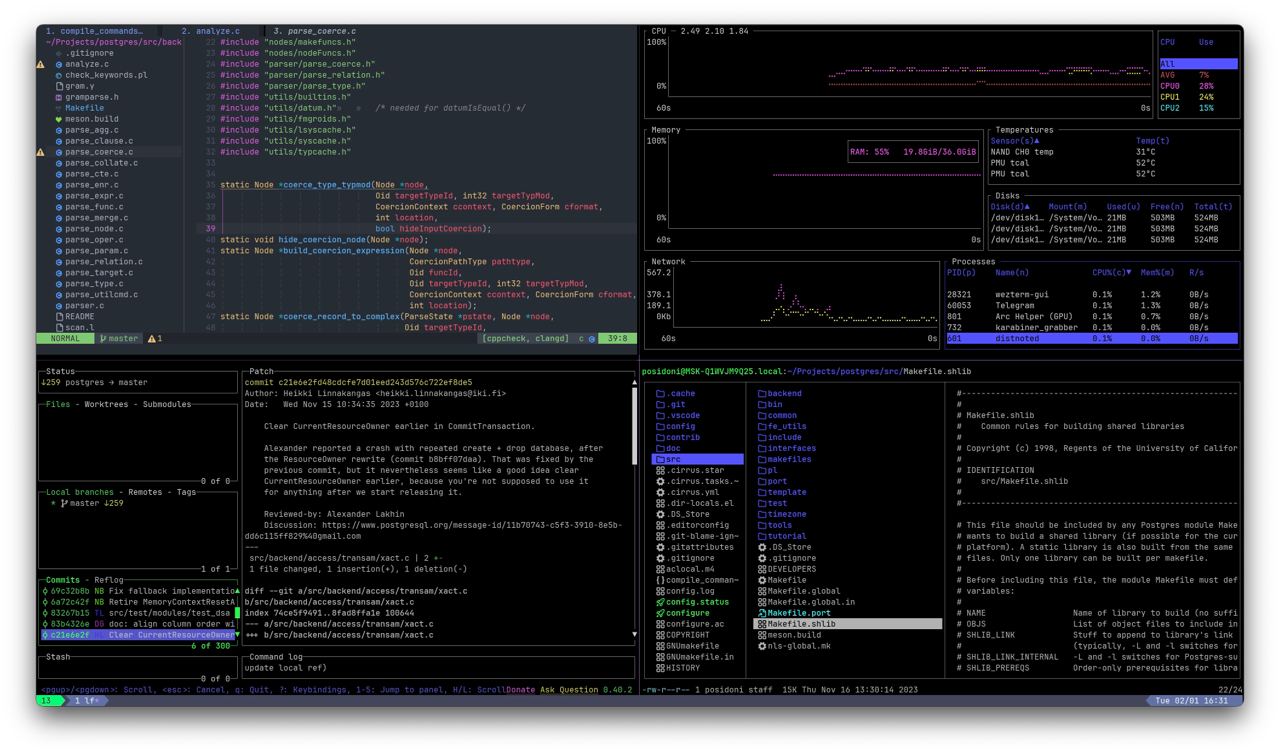 1. compile_commands… 2. analyze.c 3. parse_coerce.c
~/Projects/postgres/src/back
.gitignore
analyze.c
check_keywords.pl
gram.y
gramparse.h
Makefile
meson.build
parse_agg.c
parse_clause.c
parse_coerce.c
parse_collate.c
parse_cte.c
parse_enr.c
parse_expr.c
parse_func.c
parse_merge.c
parse_node.c
parse_oper.c
parse_param.c
parse_relation.c
parse_target.c
parse_type.c
parse_utilcmd.c
parser.c
README
scan.l
22 #include "nodes/makefuncs.h"
23 #include "nodes/nodeFuncs.h"
24 #include "parser/parse_coerce.h"
25 #include "parser/parse_relation.h"
26 #include "parser/parse_type.h"
27 #include "utils/builtins.h"
28 #include "utils/datum.h" /* needed for datumIsEqual() */
29 #include "utils/fmgroids.h"
30 #include "utils/lsyscache.h"
31 #include "utils/syscache.h"
32 #include "utils/typcache.h"
33
34
35 static Node *coerce_type_typmod(Node *node,
36 Oid targetTypeId, int32 targetTypMod,
37 CoercionContext ccontext, CoercionForm cformat,
38 int location,
39 bool hideInputCoercion);
40 static void hide_coercion_node(Node *node);
41 static Node *build_coercion_expression(Node *node,
42 CoercionPathType pathtype,
43 Oid funcId,
44 Oid targetTypeId, int32 targetTypMod,
45 CoercionContext ccontext, CoercionForm cformat,
46 int location);
47 static Node *coerce_record_to_complex(ParseState *pstate, Node *node,
48 Oid targetTypeId,
NORMAL master 1 [cppcheck, clangd] c 39:8
CPU — 2.49 2.10 1.84
100%
0%
60s 0s
CPU Use
All
AVG 7%
CPU0 28%
CPU1 24%
CPU2 15%
Memory
100%
RAM: 55% 19.8GiB/36.0GiB
0%
60s 0s
Temperatures
Sensor(s)▲ Temp(t)
NAND CH0 temp 31°C
PMU tcal 52°C
PMU tcal 52°C
Disks
Disk(d)▲ Mount(m) Used(u) Free(n) Total(t)
/dev/disk1… /System/Vo… 21MB 503MB 524MB
/dev/disk1… /System/Vo… 21MB 503MB 524MB
/dev/disk1… /System/Vo… 21MB 503MB 524MB
Network
567.2
378.1
189.1
0Kb
60s 0s
Processes
PID(p) Name(n) CPU%(c)▼ Mem%(m) R/s
28321 wezterm-gui 0.1% 1.2% 0B/s
60053 Telegram 0.1% 1.3% 0B/s
801 Arc Helper (GPU) 0.1% 0.7% 0B/s
732 karabiner_grabber 0.1% 0.0% 0B/s
601 distnoted 0.1% 0.0% 0B/s
Status
↓259 postgres → master
Files - Worktrees - Submodules
0 of 0
Local branches - Remotes - Tags
* master ↓259
1 of 1
Commits - Reflog
69c32b8b NB Fix fallback implementatio
6a72c42f NB Retire MemoryContextResetA
83267b15 TL src/test/modules/test_dsa
83b4326e DG doc: align column order wi
c21e6e2f HL Clear CurrentResourceOwner
6 of 300
Stash
0 of 0
Patch
commit c21e6e2fd48cdcfe7d01eed243d576c722ef8de5
Author: Heikki Linnakangas <heikki.linnakangas@iki.fi>
Date: Wed Nov 15 10:34:35 2023 +0100
Clear CurrentResourceOwner earlier in CommitTransaction.
Alexander reported a crash with repeated create + drop database, after
the ResourceOwner rewrite (commit b8bff07daa). That was fixed by the
previous commit, but it nevertheless seems like a good idea clear
CurrentResourceOwner earlier, because you're not supposed to use it
for anything after we start releasing it.
Reviewed-by: Alexander Lakhin
Discussion: https://www.postgresql.org/message-id/11b70743-c5f3-3910-8e5b-
dd6c115ff829%40gmail.com
---
src/backend/access/transam/xact.c | 2 +-
1 file changed, 1 insertion(+), 1 deletion(-)
diff --git a/src/backend/access/transam/xact.c
b/src/backend/access/transam/xact.c
index 74ce5f9491..8fad8ffa1e 100644
--- a/src/backend/access/transam/xact.c
+++ b/src/backend/access/transam/xact.c
Command log
update local ref)
<pgup>/<pgdown>: Scroll, <esc>: Cancel, q: Quit, ?: Keybindings, 1-5: Jump to panel, H/L: Scroll Donate Ask Question 0.40.2
posidoni@MSK-Q1WVJM9Q25.local:~/Projects/postgres/src/Makefile.shlib
.cache
.git
.vscode
config
contrib
doc
src
.cirrus.star
.cirrus.tasks.~
.cirrus.yml
.dir-locals.el
.DS_Store
.editorconfig
.git-blame-ign~
.gitattributes
.gitignore
aclocal.m4
compile_comman~
config.log
config.status
configure
configure.ac
COPYRIGHT
GNUmakefile
GNUmakefile.in
HISTORY
backend
bin
common
fe_utils
include
interfaces
makefiles
pl
port
template
test
timezone
tools
tutorial
.DS_Store
.gitignore
DEVELOPERS
Makefile
Makefile.global
Makefile.global.in
Makefile.port
Makefile.shlib
meson.build
nls-global.mk
#-------------------------------------------------------
#
# Makefile.shlib
# Common rules for building shared libraries
#
# Copyright (c) 1998, Regents of the University of Califor
#
# IDENTIFICATION
# src/Makefile.shlib
#
#-------------------------------------------------------
# This file should be included by any Postgres module Make
# wants to build a shared library (if possible for the cur
# platform). A static library is also built from the same
# files. Only one library can be built per makefile.
#
# Before including this file, the module Makefile must def
# variables:
#
# NAME Name of library to build (no suffi
# OBJS List of object files to include in
# SHLIB_LINK Stuff to append to library's link
# (typically, -L and -l switches for
# SHLIB_LINK_INTERNAL -L and -l switches for Postgres-su
# SHLIB_PREREQS Order-only prerequisites for libra
-rw-r--r-- 1 posidoni staff 15K Thu Nov 16 13:30:14 2023 22/24
13 1 lf* Tue 02/01 16:31